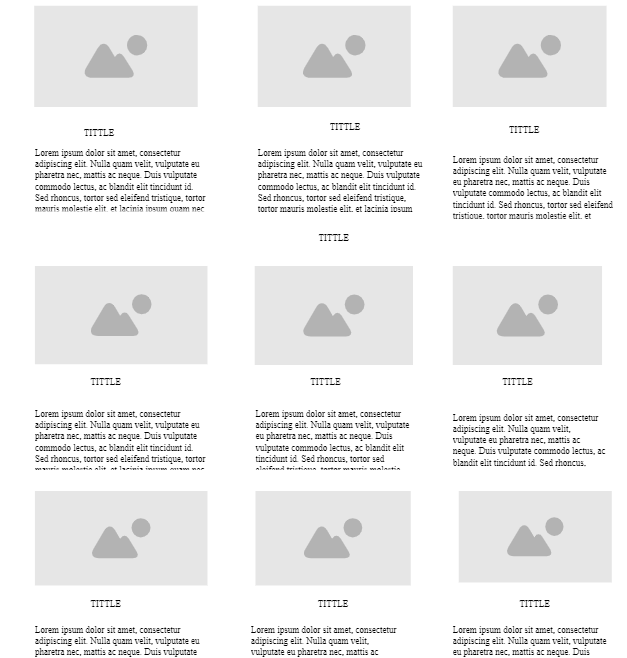 TITTLE
Lorem ipsum dolor sit amet, consectetur
adipiscing elit. Nulla quam velit, vulputate eu
pharetra nec, mattis ac neque. Duis vulputate
commodo lectus, ac blandit elit tincidunt id.
Sed rhoncus, tortor sed eleifend tristique, tortor
mauris molestie elit, et lacinia ipsum quam nec
TITTLE
Lorem ipsum dolor sit amet, consectetur
adipiscing elit. Nulla quam velit, vulputate eu
pharetra nec, mattis ac neque. Duis vulputate
commodo lectus, ac blandit elit tincidunt id.
Sed rhoncus, tortor sed eleifend tristique,
tortor mauris molestie elit, et lacinia ipsum
TITTLE
Lorem ipsum dolor sit amet, consectetur
adipiscing elit. Nulla quam velit, vulputate
eu pharetra nec, mattis ac neque. Duis
vulputate commodo lectus, ac blandit elit
tincidunt id. Sed rhoncus, tortor sed eleifend
tristique, tortor mauris molestie elit, et
TITTLE
TITTLE
Lorem ipsum dolor sit amet, consectetur
adipiscing elit. Nulla quam velit, vulputate eu
pharetra nec, mattis ac neque. Duis vulputate
commodo lectus, ac blandit elit tincidunt id.
Sed rhoncus, tortor sed eleifend tristique, tortor
mauris molestie elit, et lacinia ipsum quam nec
TITTLE
Lorem ipsum dolor sit amet, consectetur
adipiscing elit. Nulla quam velit, vulputate
eu pharetra nec, mattis ac neque. Duis
vulputate commodo lectus, ac blandit elit
tincidunt id. Sed rhoncus, tortor sed
eleifend tristique, tortor mauris molestie
TITTLE
Lorem ipsum dolor sit amet, consectetur
adipiscing elit. Nulla quam velit,
vulputate eu pharetra nec, mattis ac
neque. Duis vulputate commodo lectus, ac
blandit elit tincidunt id. Sed rhoncus,
TITTLE
Lorem ipsum dolor sit amet, consectetur
adipiscing elit. Nulla quam velit, vulputate eu
pharetra nec, mattis ac neque. Duis vulputate
TITTLE
Lorem ipsum dolor sit amet, consectetur
adipiscing elit. Nulla quam velit,
vulputate eu pharetra nec, mattis ac
TITTLE
Lorem ipsum dolor sit amet, consectetur
adipiscing elit. Nulla quam velit, vulputate
eu pharetra nec, mattis ac neque. Duis